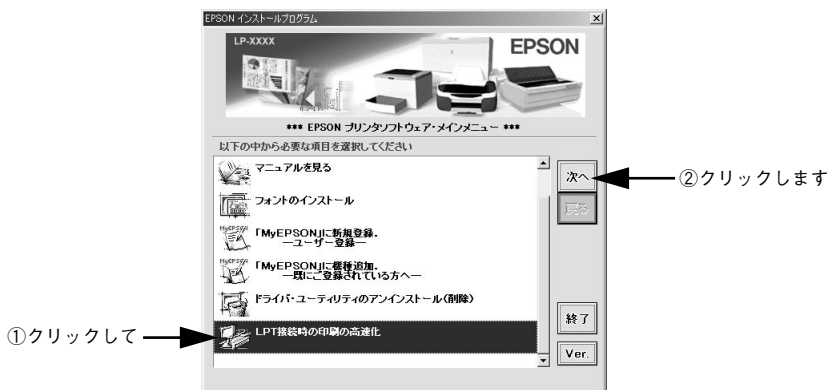 EPSON インストールプログラム
LP-XXXX
EPSON
*** EPSON プリンタソフトウェア・メインメニュー ***
以下の中から必要な項目を選択してください
マニュアルを見る
フォントのインストール
MyEPSON
「MyEPSON」に新規登録.
―ユーザー登録―
MyEPSON
「MyEPSON」に機種追加.
―既にご登録されている方へ―
ドライバ・ユーティリティのアンインストール(削除)
①クリックして
LPT接続時の印刷の高速化
次へ
②クリックします
戻る
終了
Ver.